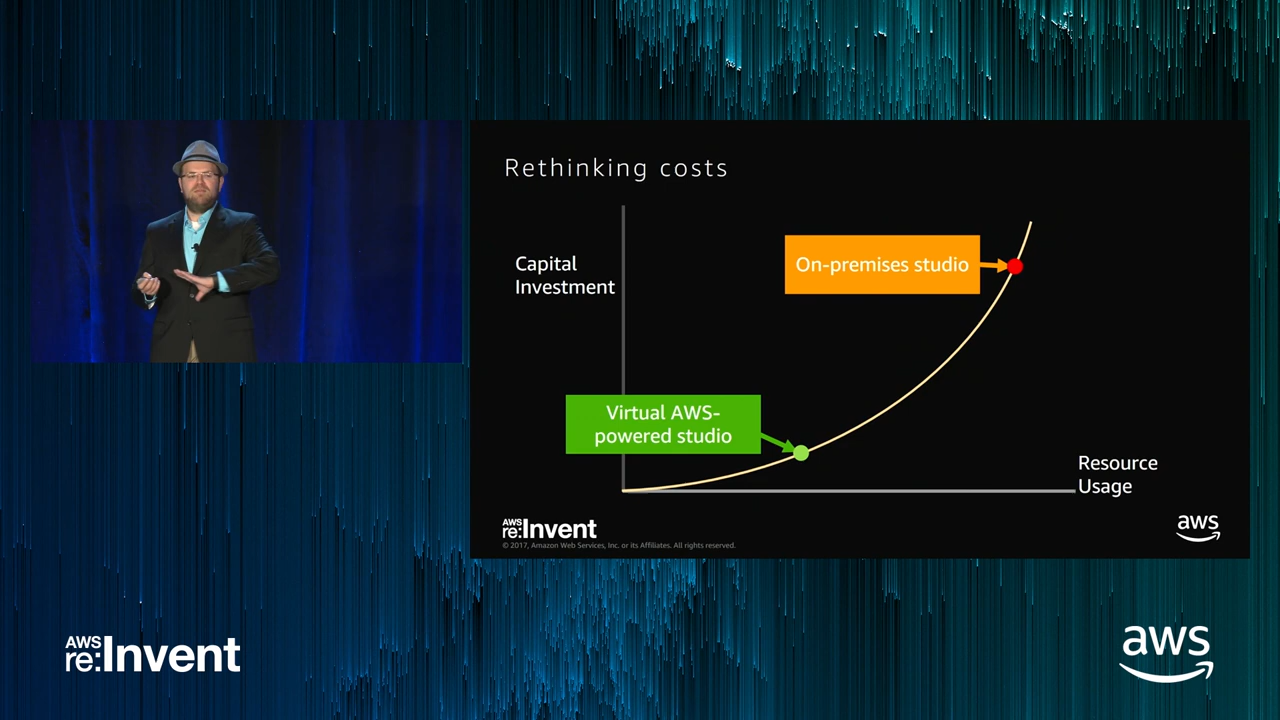 Rethinking costs
Capital
Investment
On-premises studio
Virtual AWS-
powered studio
Resource
Usage
AWS
re:Invent
© 2017, Amazon Web Services, Inc. or its Affiliates. All rights reserved.
aws
AWS
re:Invent
aws